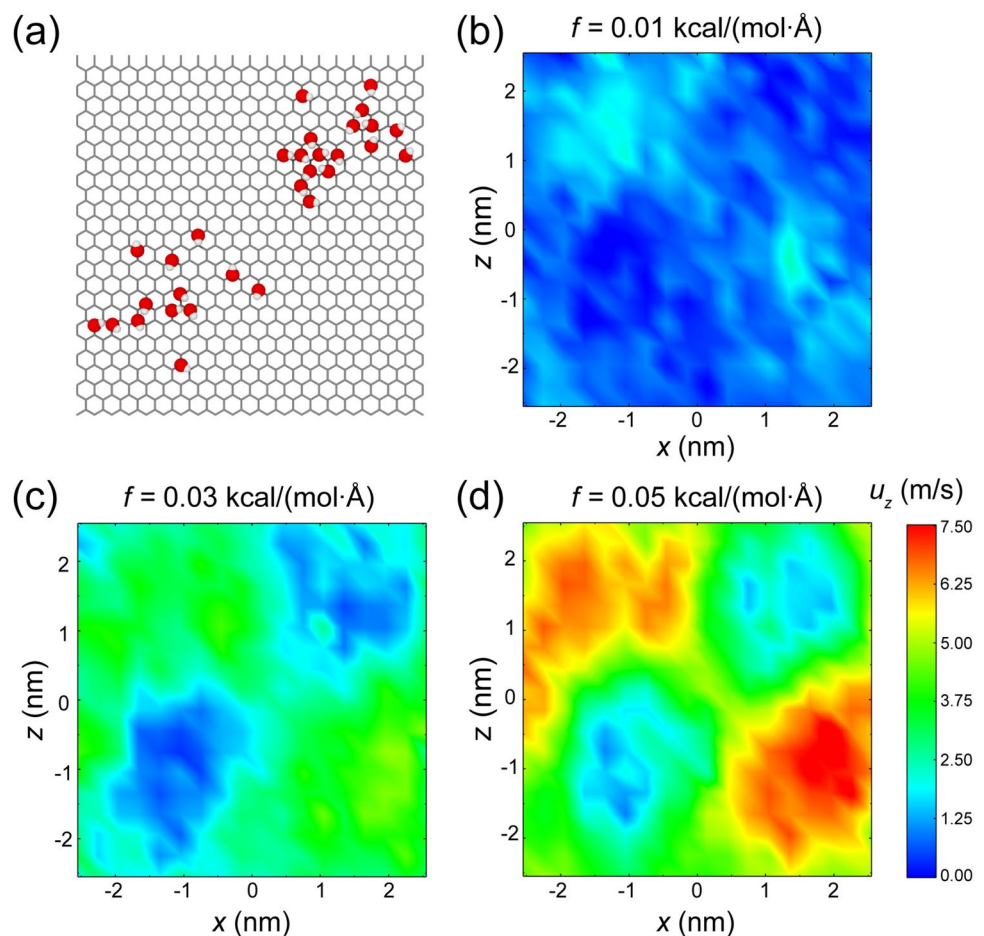 (a)
(b) f = 0.01 kcal/(mol·Å)
z (nm)
2
1
0
-1
-2
-2 -1 0 1 2
x (nm)
(c) f = 0.03 kcal/(mol·Å)
z (nm)
2
1
0
-1
-2
-2 -1 0 1 2
x (nm)
(d) f = 0.05 kcal/(mol·Å)
z (nm)
2
1
0
-1
-2
-2 -1 0 1 2
x (nm)
u_z (m/s)
7.50
6.25
5.00
3.75
2.50
1.25
0.00